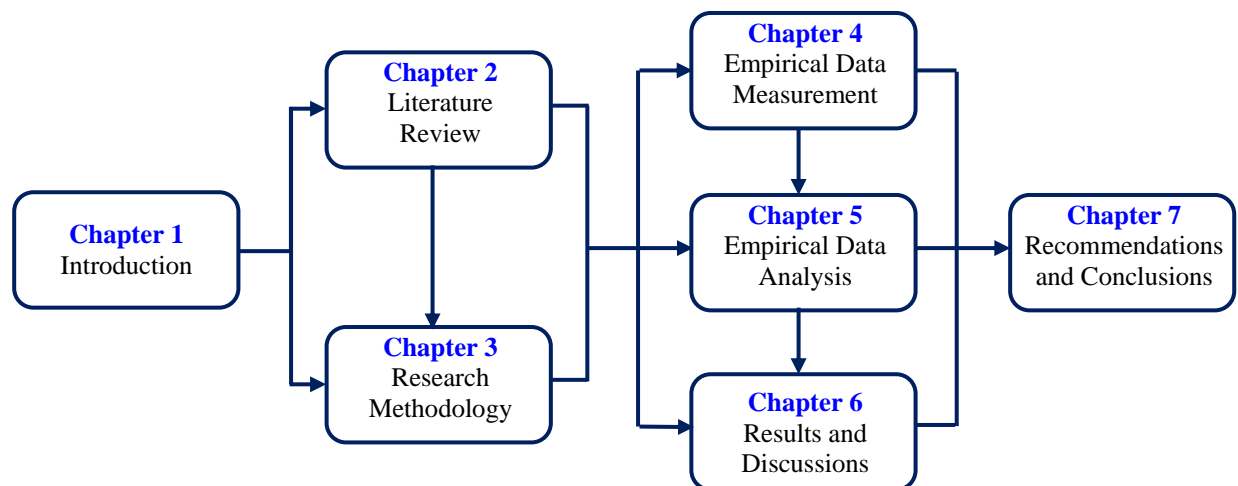 Chapter 1
Introduction
Chapter 2
Literature
Review
Chapter 3
Research
Methodology
Chapter 4
Empirical Data
Measurement
Chapter 5
Empirical Data
Analysis
Chapter 6
Results and
Discussions
Chapter 7
Recommendations
and Conclusions